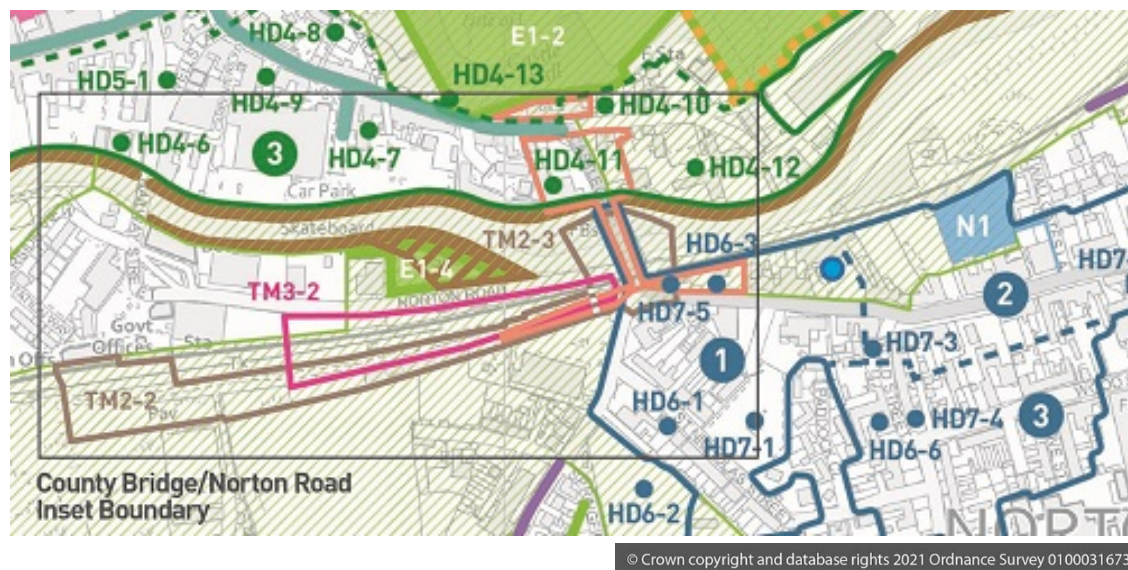 HD4-8
E1-2
HD5-1
HD4-9
HD4-13
HD4-10
HD4-6
3
HD4-7
HD4-11
HD4-12
Car Park
Skateboard
TM2-3
HD6-3
N1
HD7-
E1-4
NORTON ROAD
TM3-2
2
HD7-5
Govt
Offices
Sta
HD7-3
1
TM2-2
Pav
HD6-1
HD7-1
HD7-4
3
HD6-6
County Bridge/Norton Road
Inset Boundary
HD6-2
NORTO
© Crown copyright and database rights 2021 Ordnance Survey 0100031673